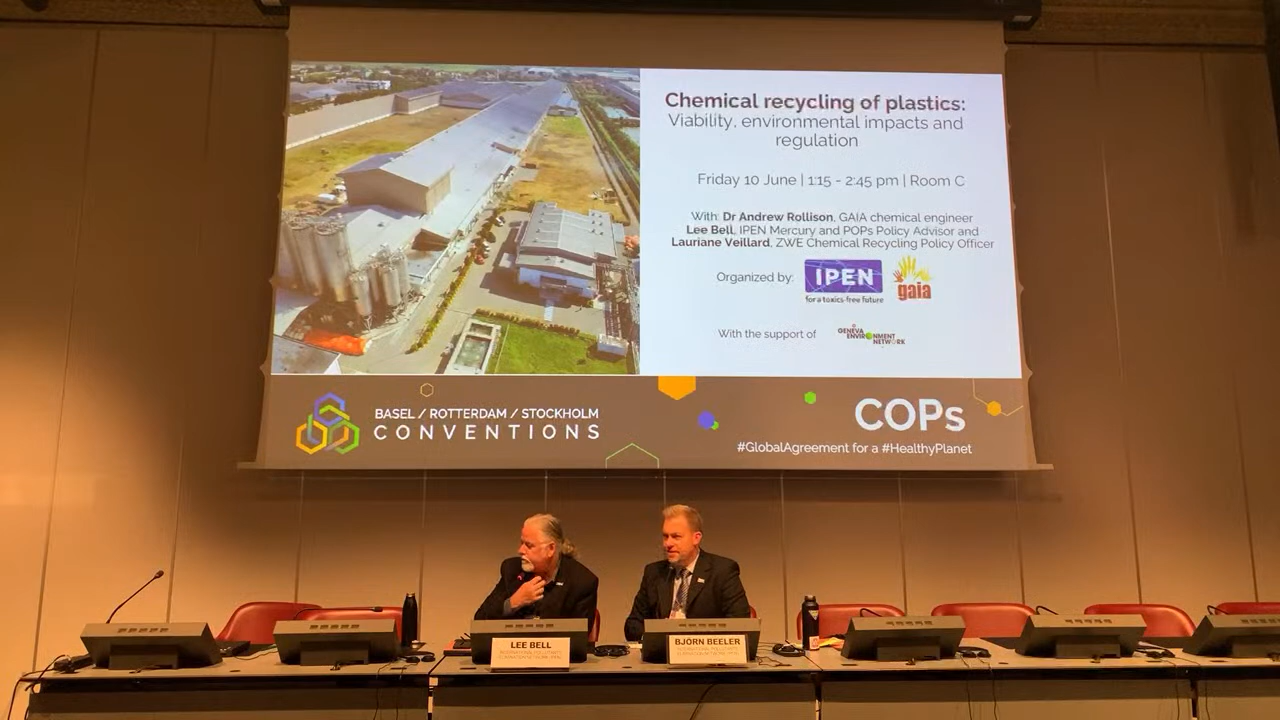 Chemical recycling of plastics:
Viability, environmental impacts and
regulation
Friday 10 June | 1:15 - 2:45 pm | Room C
With: Dr Andrew Rollison, GAIA chemical engineer
Lee Bell, IPEN Mercury and POPs Policy Advisor and
Lauriane Veillard, ZWE Chemical Recycling Policy Officer
Organized by:
IPEN
for a toxics-free future
gaia
With the support of
GENEVA
ENVIRONMENT
NETWORK
BASEL / ROTTERDAM / STOCKHOLM
CONVENTIONS
COPs
#GlobalAgreement for a #HealthyPlanet
LEE BELL
BJÖRN BEELER